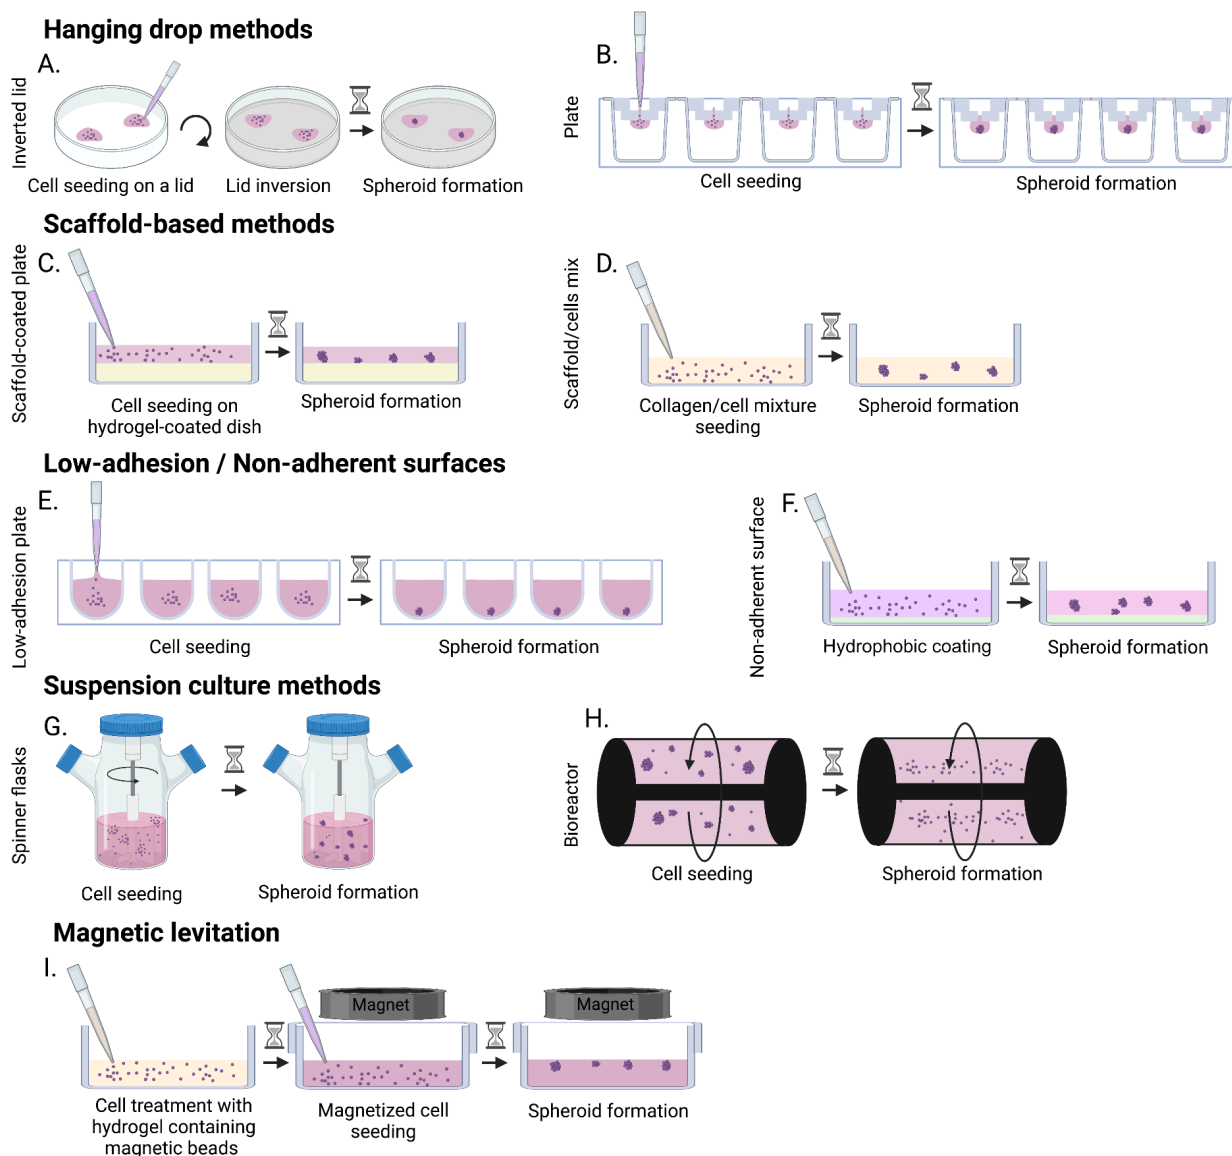 Hanging drop methods
A.
Inverted lid
Cell seeding on a lid
Lid inversion
Spheroid formation
B.
Plate
Cell seeding
Spheroid formation
Scaffold-based methods
C.
Scaffold-coated plate
Cell seeding on
hydrogel-coated dish
Spheroid formation
D.
Scaffold/cells mix
Collagen/cell mixture
seeding
Spheroid formation
Low-adhesion / Non-adherent surfaces
E.
Low-adhesion plate
Cell seeding
Spheroid formation
F.
Non-adherent surface
Hydrophobic coating
Spheroid formation
Suspension culture methods
G.
Spinner flasks
Cell seeding
Spheroid formation
H.
Bioreactor
Cell seeding
Spheroid formation
Magnetic levitation
I.
Cell treatment with
hydrogel containing
magnetic beads
Magnet
Magnetized cell
seeding
Magnet
Spheroid formation